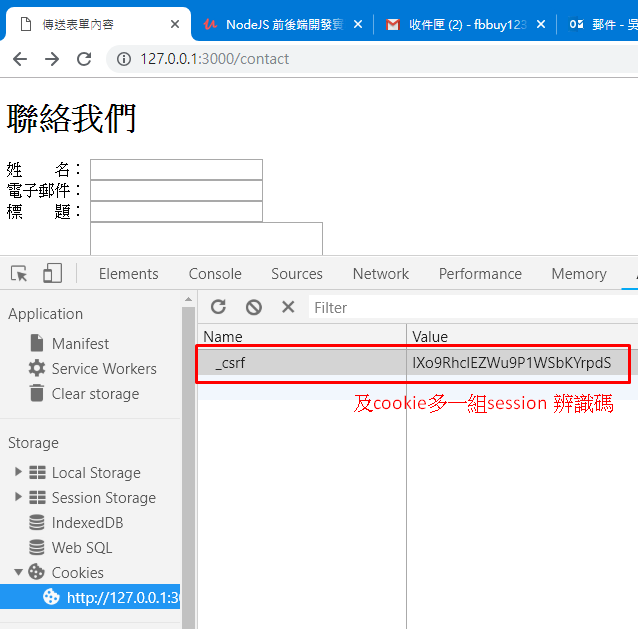 傳送表單內容
NodeJS 前後端開發
收件匣 (2) - fbbuy123
郵件 - 吳
127.0.0.1:3000/contact
聯絡我們
姓 名：
電子郵件：
標 題：
Elements Console Sources Network Performance Memory
Application
Manifest
Service Workers
Clear storage
Storage
Local Storage
Session Storage
IndexedDB
Web SQL
Cookies
http://127.0.0.1:30
Filter
Name Value
_csrf IXo9RhclEZWu9P1WSbKYrpdS
及cookie多一組session 辨識碼